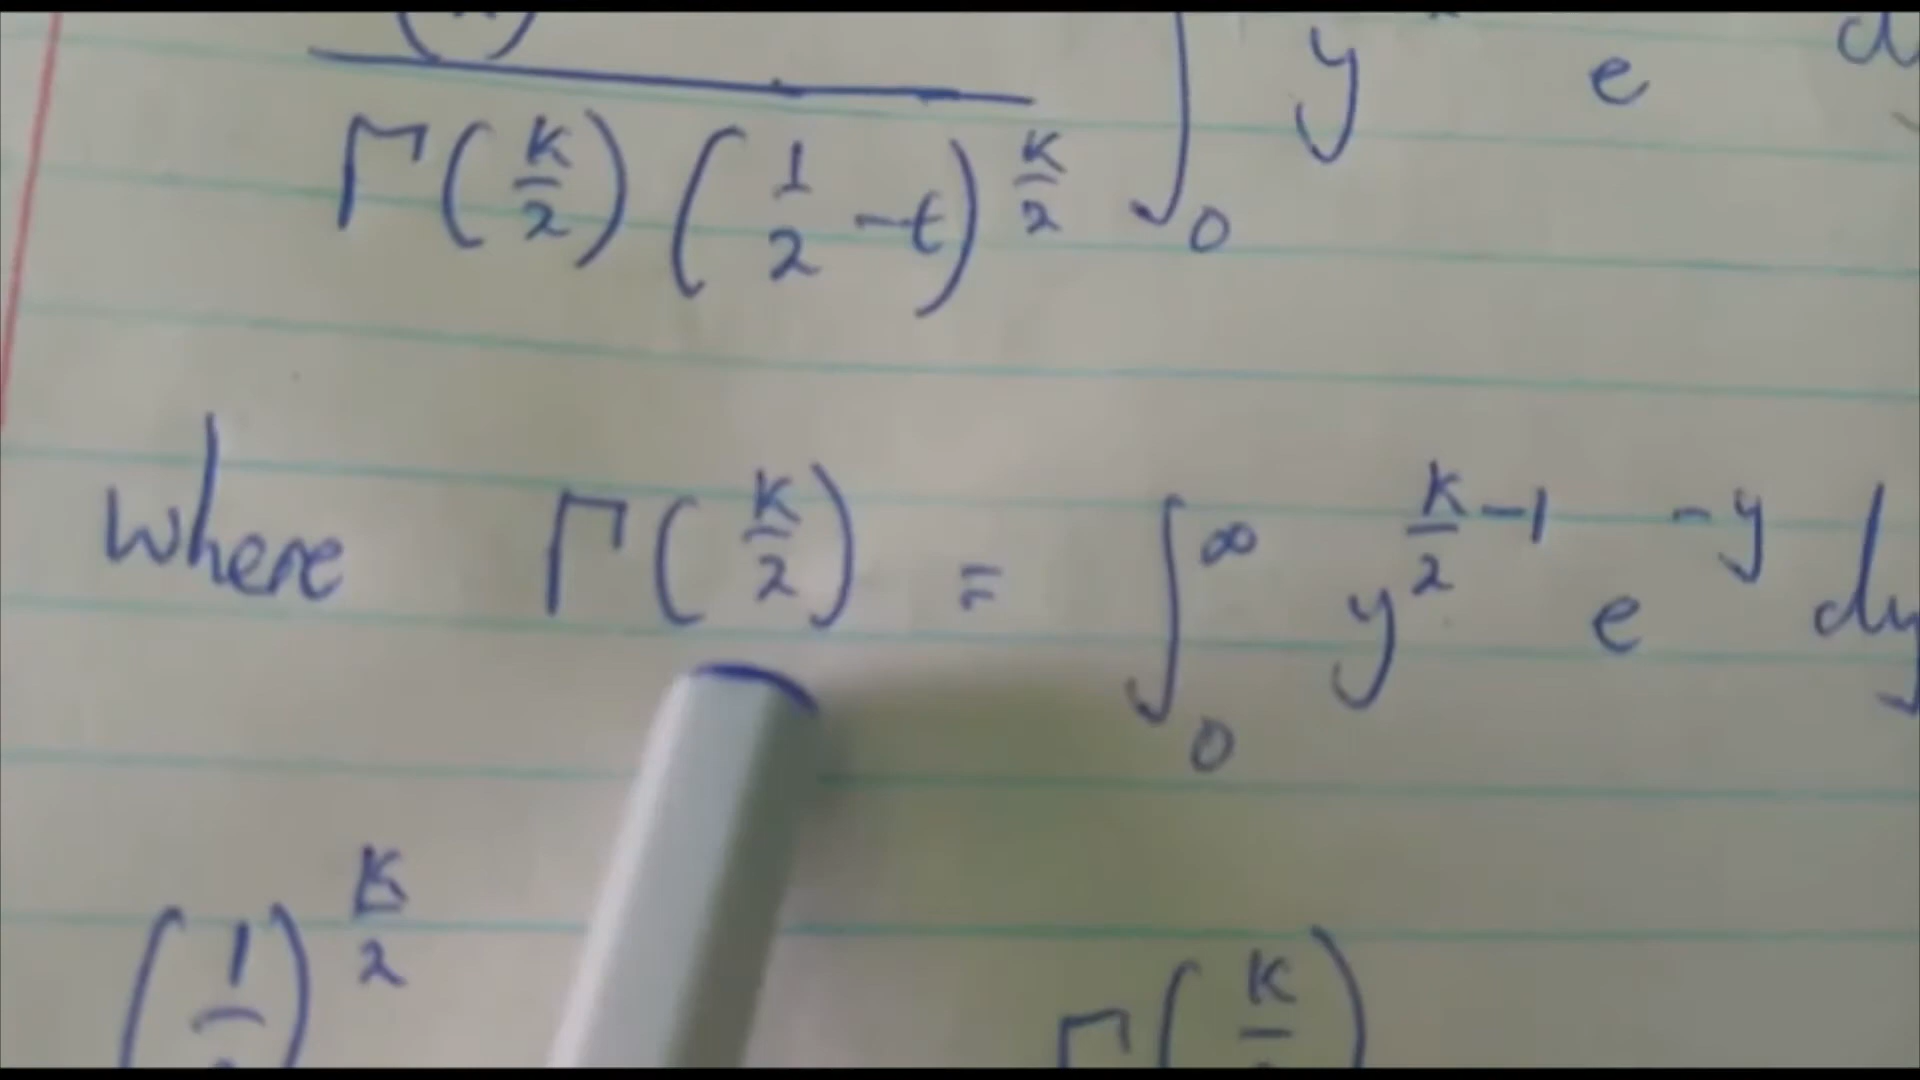 Γ(k/2) (1/2 - t)^(k/2) ∫_0 y e
where Γ(k/2) = ∫_0^∞ y^(k/2 - 1) e^(-y) dy
(1/)^(k/2) Γ(k/)